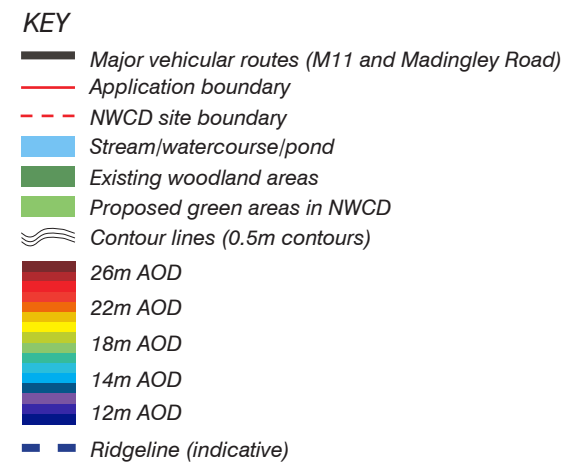 KEY
Major vehicular routes (M11 and Madingley Road)
Application boundary
NWCD site boundary
Stream/watercourse/pond
Existing woodland areas
Proposed green areas in NWCD
Contour lines (0.5m contours)
26m AOD
22m AOD
18m AOD
14m AOD
12m AOD
Ridgeline (indicative)